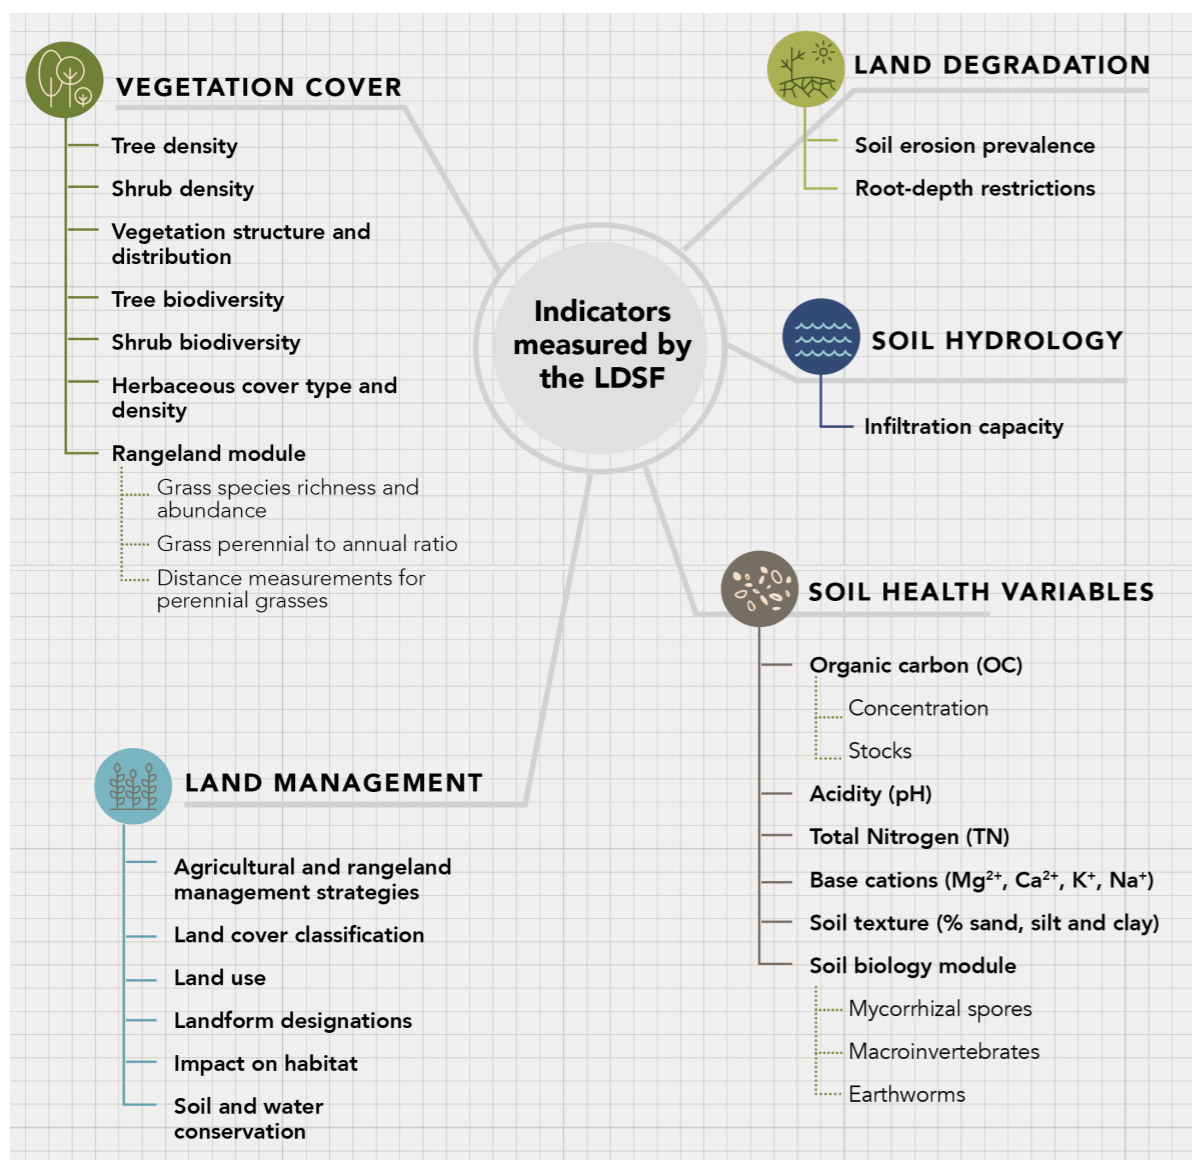 Indicators
measured by
the LDSF
VEGETATION COVER
Tree density
Shrub density
Vegetation structure and
distribution
Tree biodiversity
Shrub biodiversity
Herbaceous cover type and
density
Rangeland module
Grass species richness and
abundance
Grass perennial to annual ratio
Distance measurements for
perennial grasses
LAND DEGRADATION
Soil erosion prevalence
Root-depth restrictions
SOIL HYDROLOGY
Infiltration capacity
SOIL HEALTH VARIABLES
Organic carbon (OC)
Concentration
Stocks
Acidity (pH)
Total Nitrogen (TN)
Base cations (Mg²⁺, Ca²⁺, K⁺, Na⁺)
Soil texture (% sand, silt and clay)
Soil biology module
Mycorrhizal spores
Macroinvertebrates
Earthworms
LAND MANAGEMENT
Agricultural and rangeland
management strategies
Land cover classification
Land use
Landform designations
Impact on habitat
Soil and water
conservation